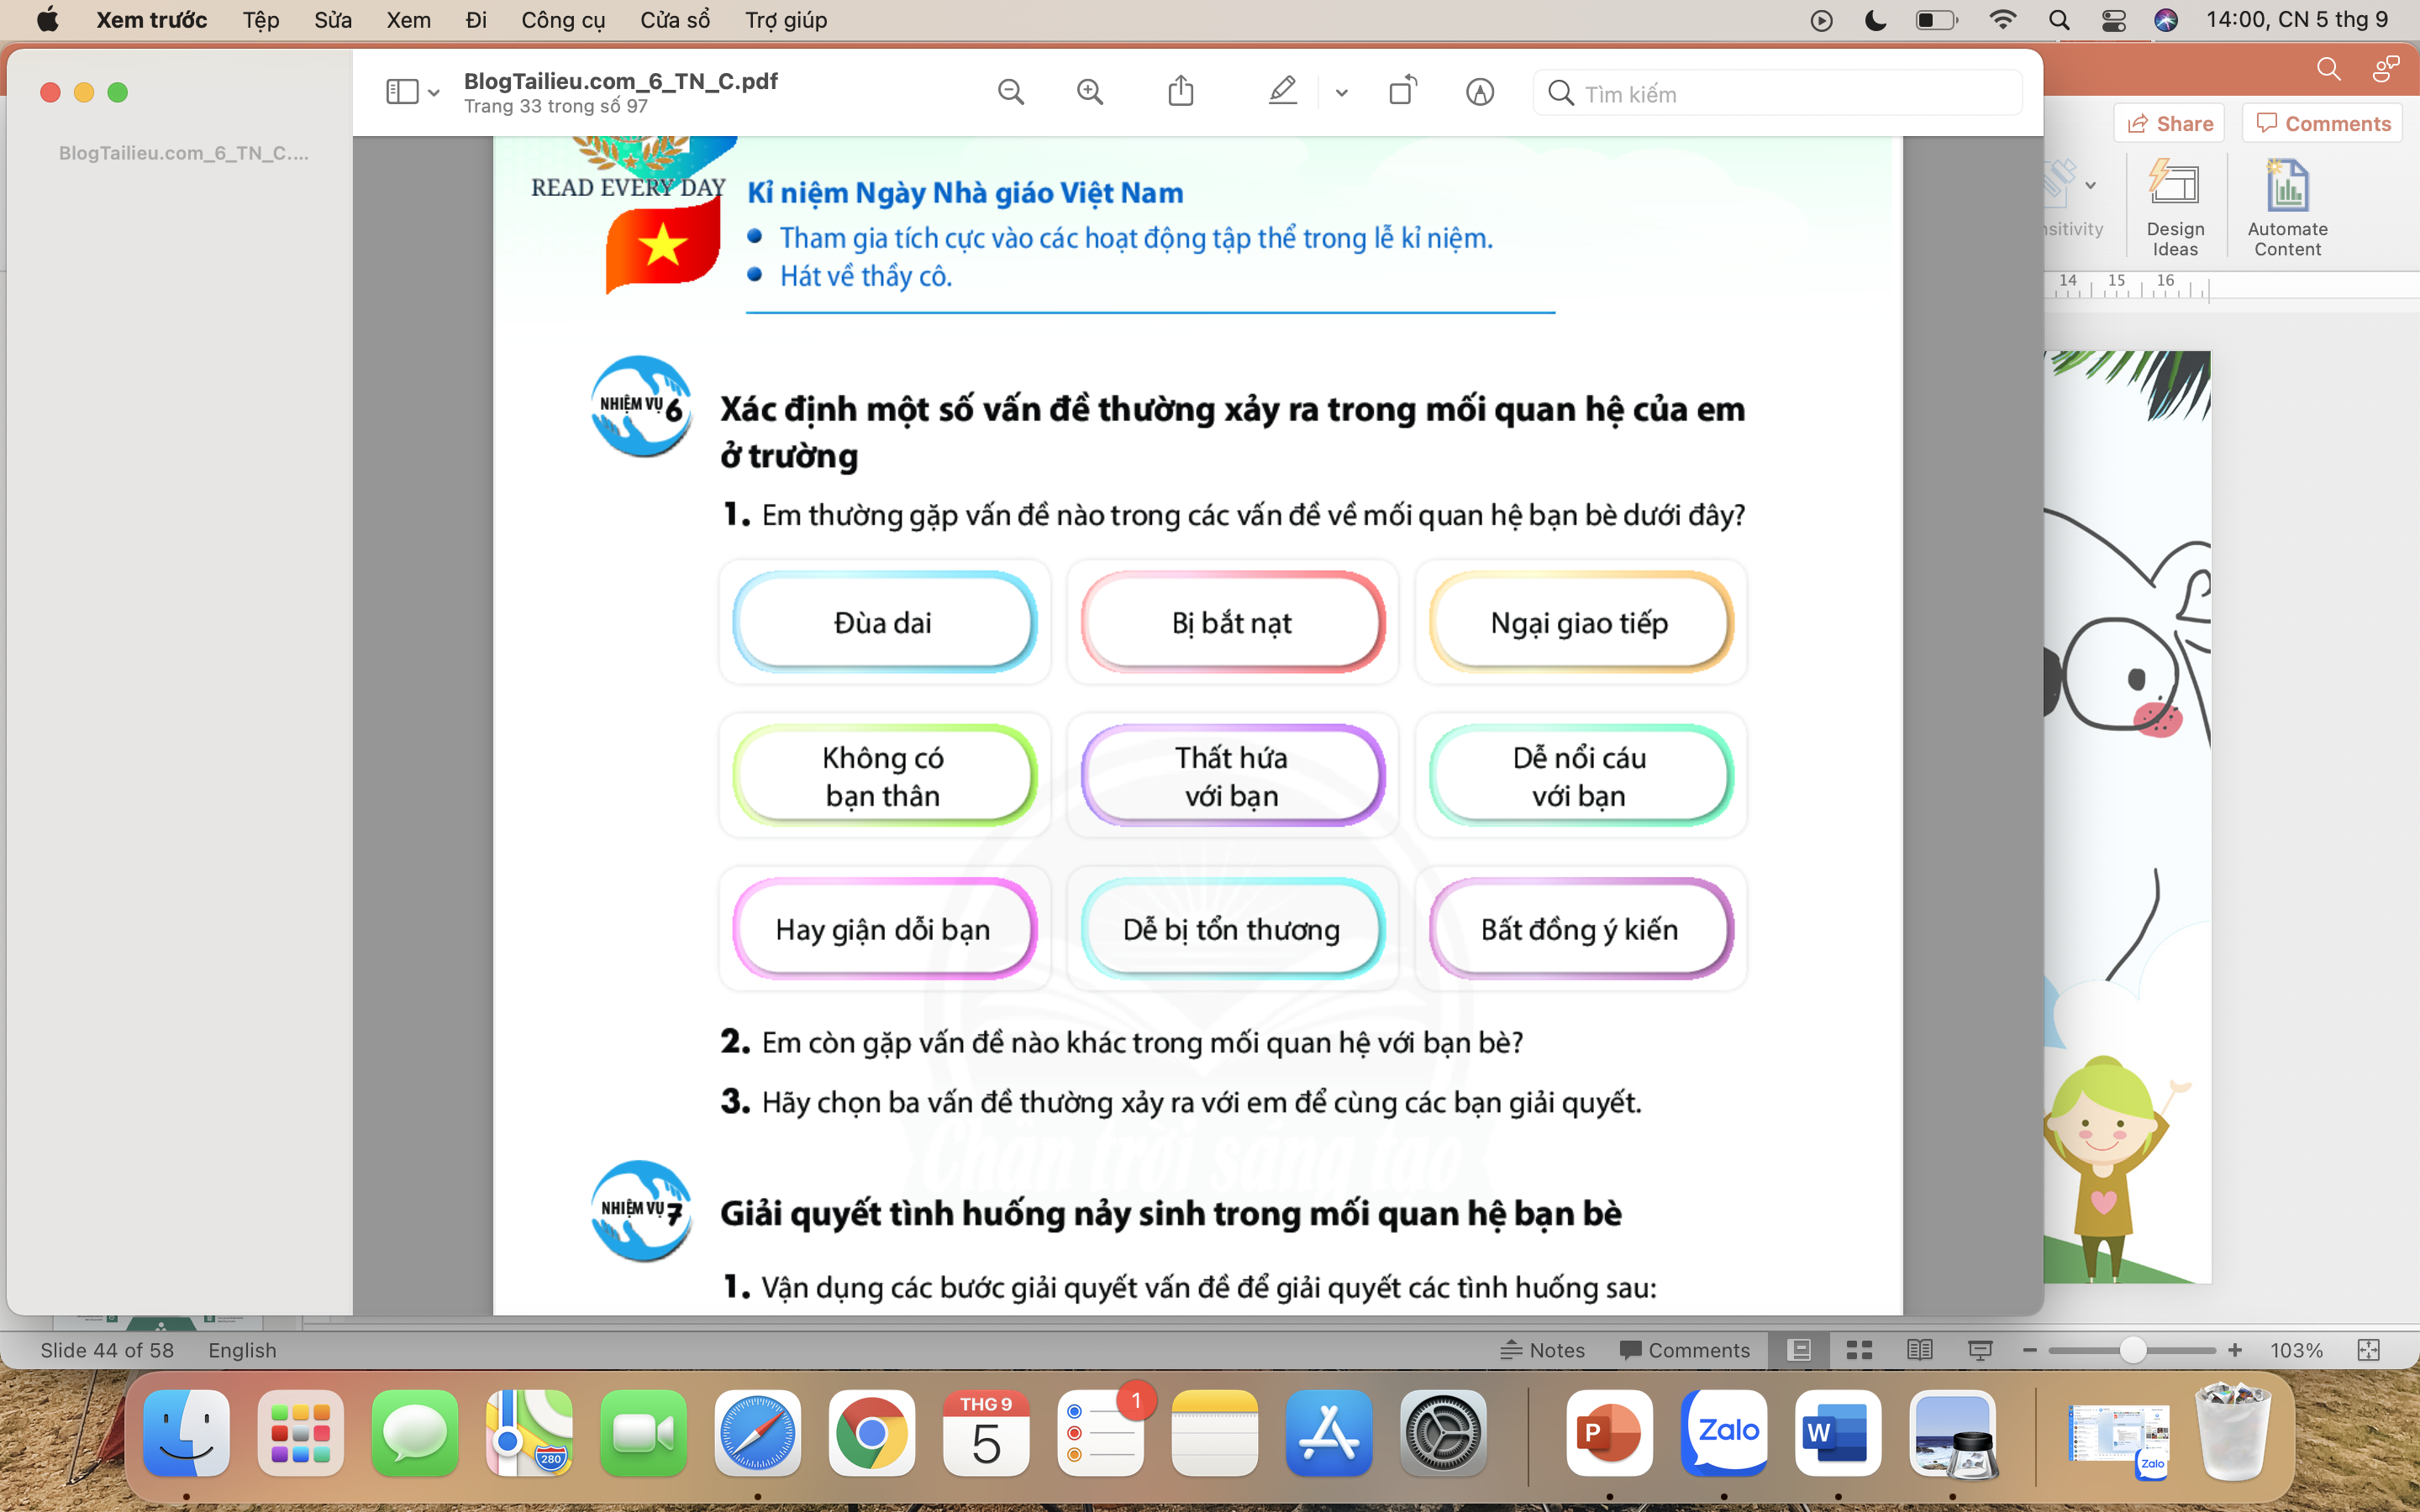 Xem trước Tệp Sửa Xem Đi Công cụ Cửa sổ Trợ giúp 14:00, CN 5 thg 9
BlogTailieu.com_6_TN_C.pdf
Trang 33 trong số 97
Tìm kiếm
BlogTailieu.com_6_TN_C....
Share Comments
nsitivity
Design
Ideas
Automate
Content
14 15 16
READ EVERY DAY
Kỉ niệm Ngày Nhà giáo Việt Nam
Tham gia tích cực vào các hoạt động tập thể trong lễ kỉ niệm.
Hát về thầy cô.
NHIỆM VỤ 6
Xác định một số vấn đề thường xảy ra trong mối quan hệ của em
ở trường
1. Em thường gặp vấn đề nào trong các vấn đề về mối quan hệ bạn bè dưới đây?
Đùa dai
Bị bắt nạt
Ngại giao tiếp
Không có
bạn thân
Thất hứa
với bạn
Dễ nổi cáu
với bạn
Hay giận dỗi bạn
Dễ bị tổn thương
Bất đồng ý kiến
2. Em còn gặp vấn đề nào khác trong mối quan hệ với bạn bè?
3. Hãy chọn ba vấn đề thường xảy ra với em để cùng các bạn giải quyết.
Chân trời sáng tạo
NHIỆM VỤ 7
Giải quyết tình huống nảy sinh trong mối quan hệ bạn bè
1. Vận dụng các bước giải quyết vấn đề để giải quyết các tình huống sau:
Slide 44 of 58 English Notes Comments 103%
280
THG 9
5
1
P
Zalo
W
Zalo